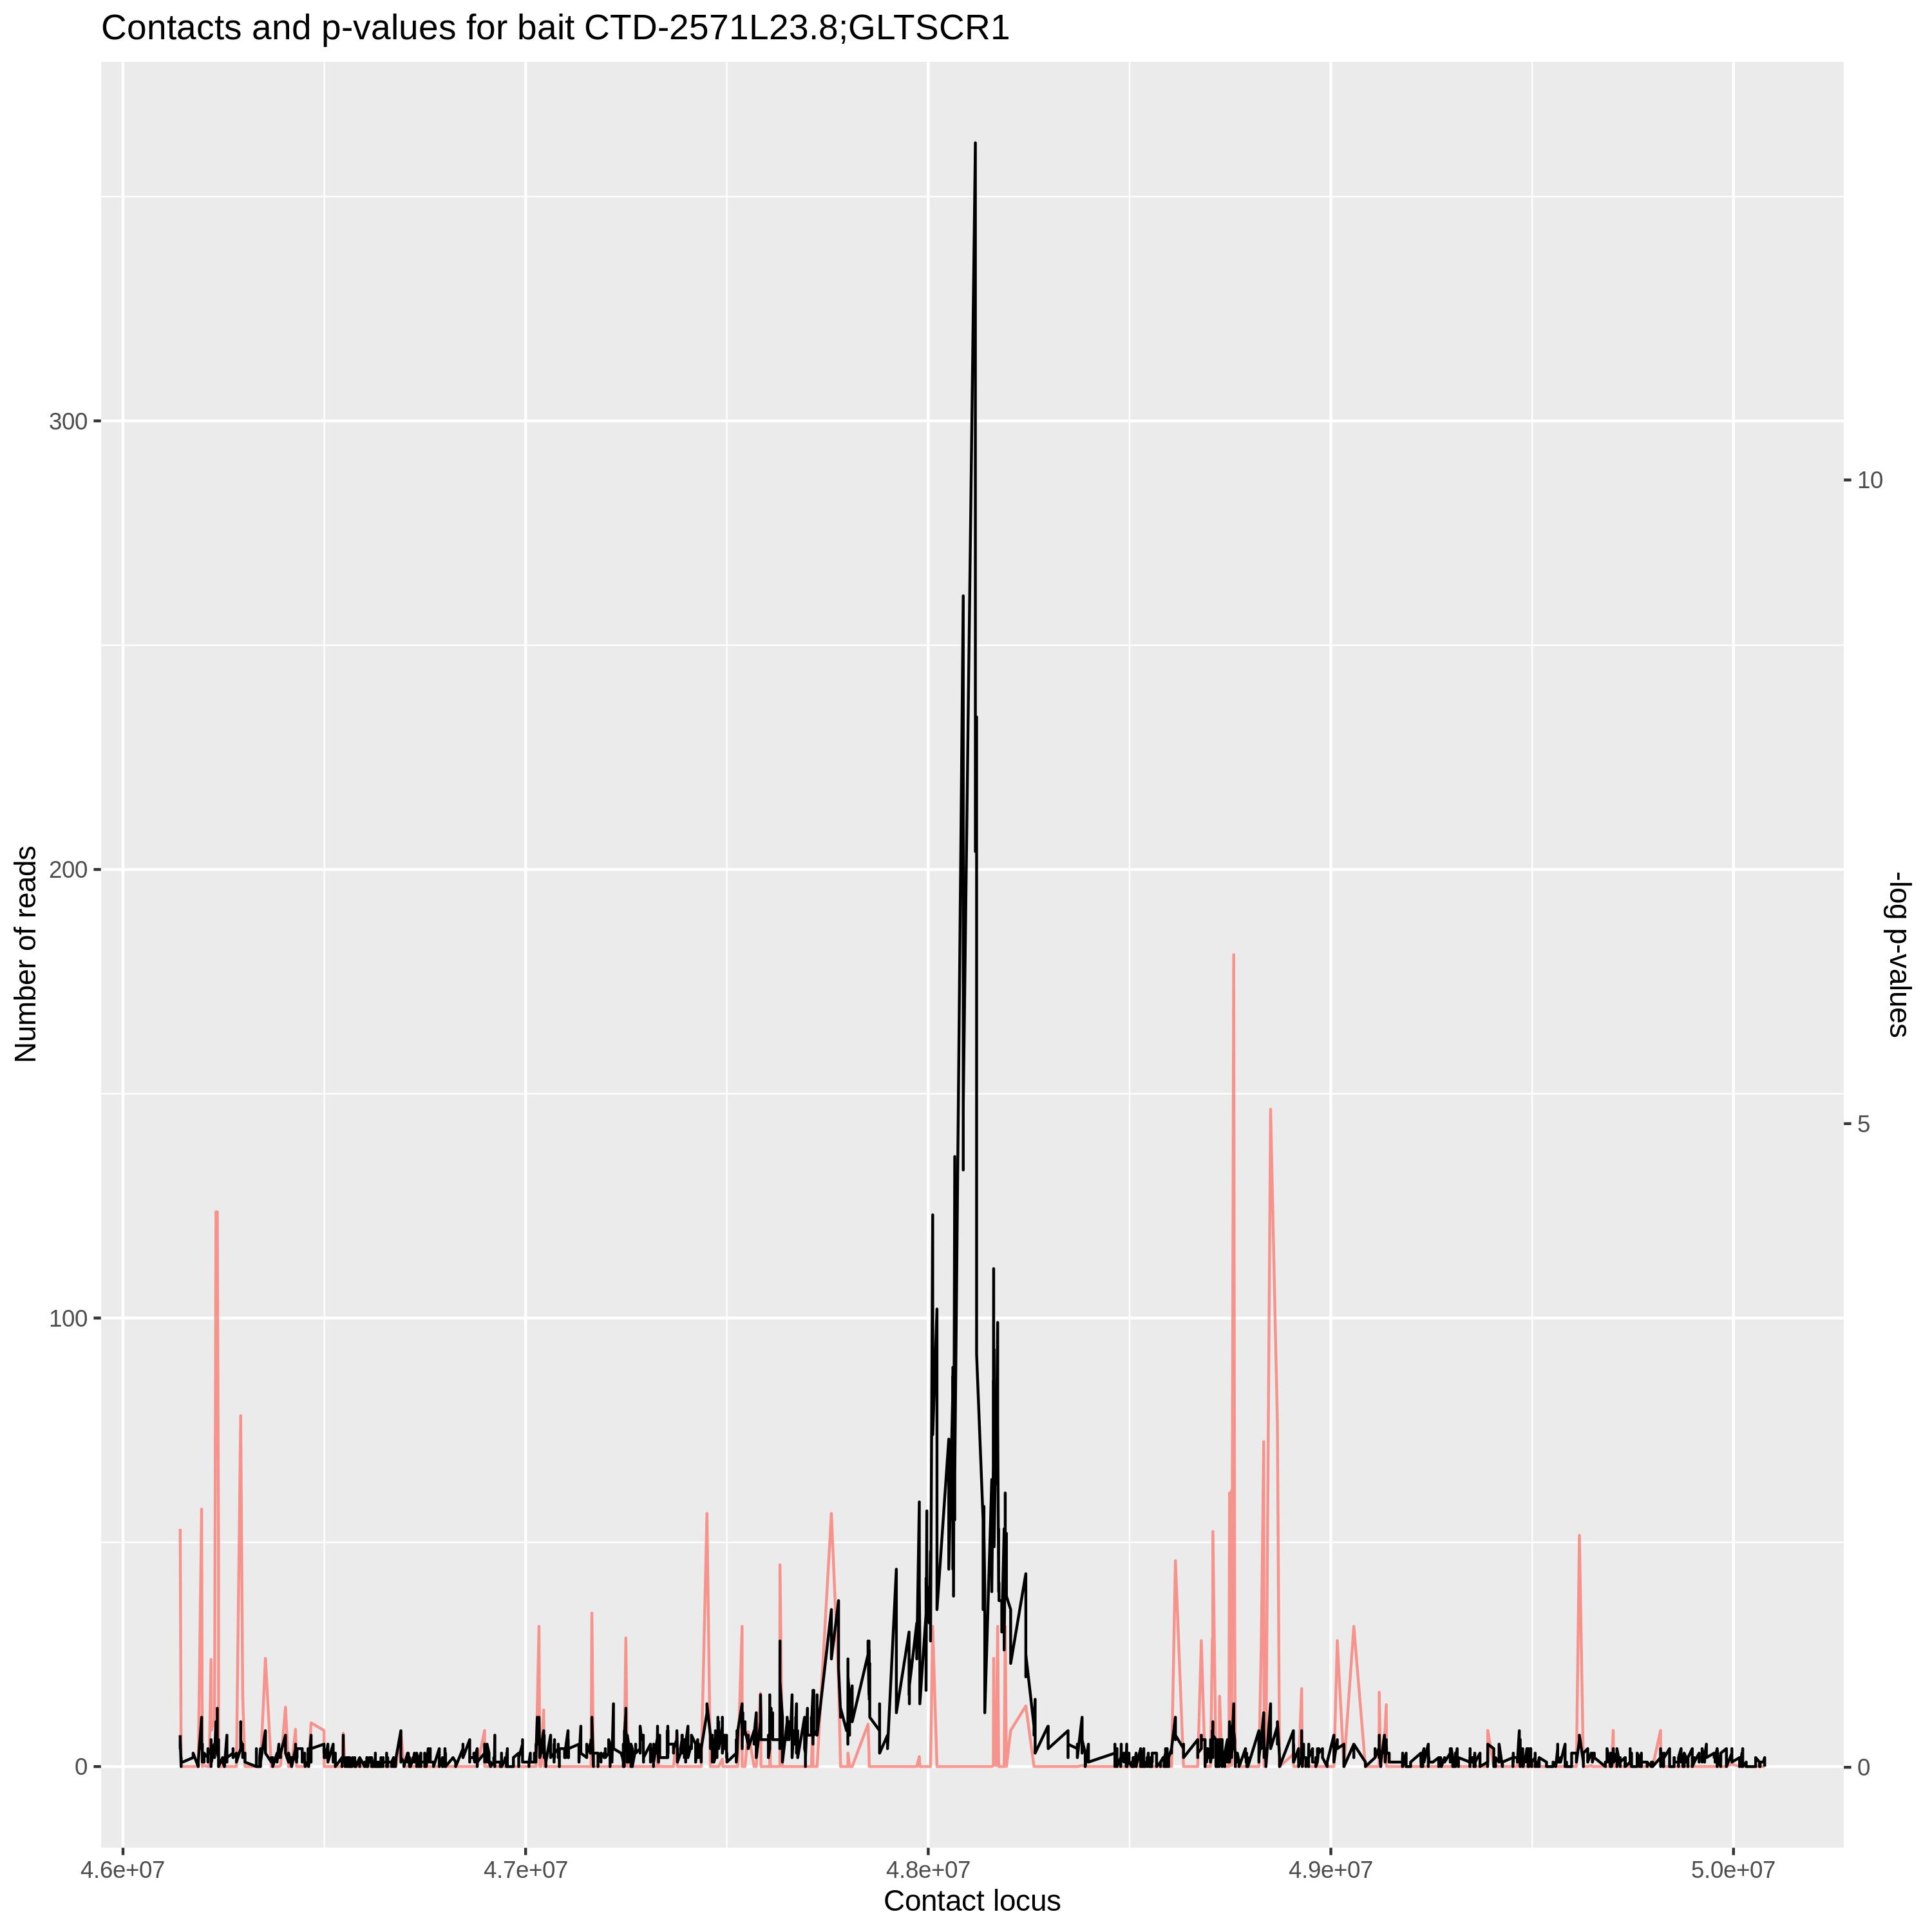 Contacts and p-values for bait CTD-2571L23.8;GLTSCR1
300
200
100
0
Number of reads
10
5
0
-log p-values
4.6e+07 4.7e+07 4.8e+07 4.9e+07 5.0e+07
Contact locus